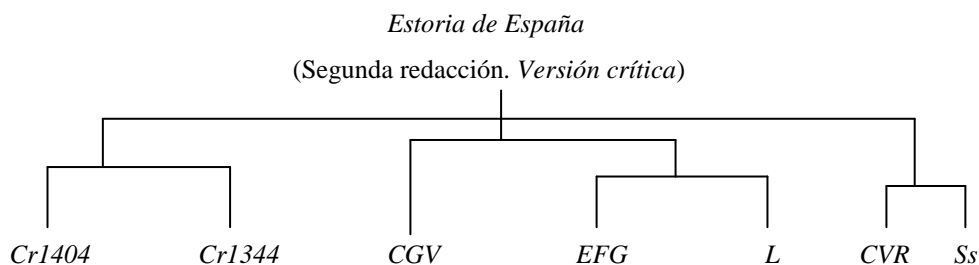 Estoria de España
(Segunda redacción. Versión crítica)
Cr1404 Cr1344 CGV EFG L CVR Ss